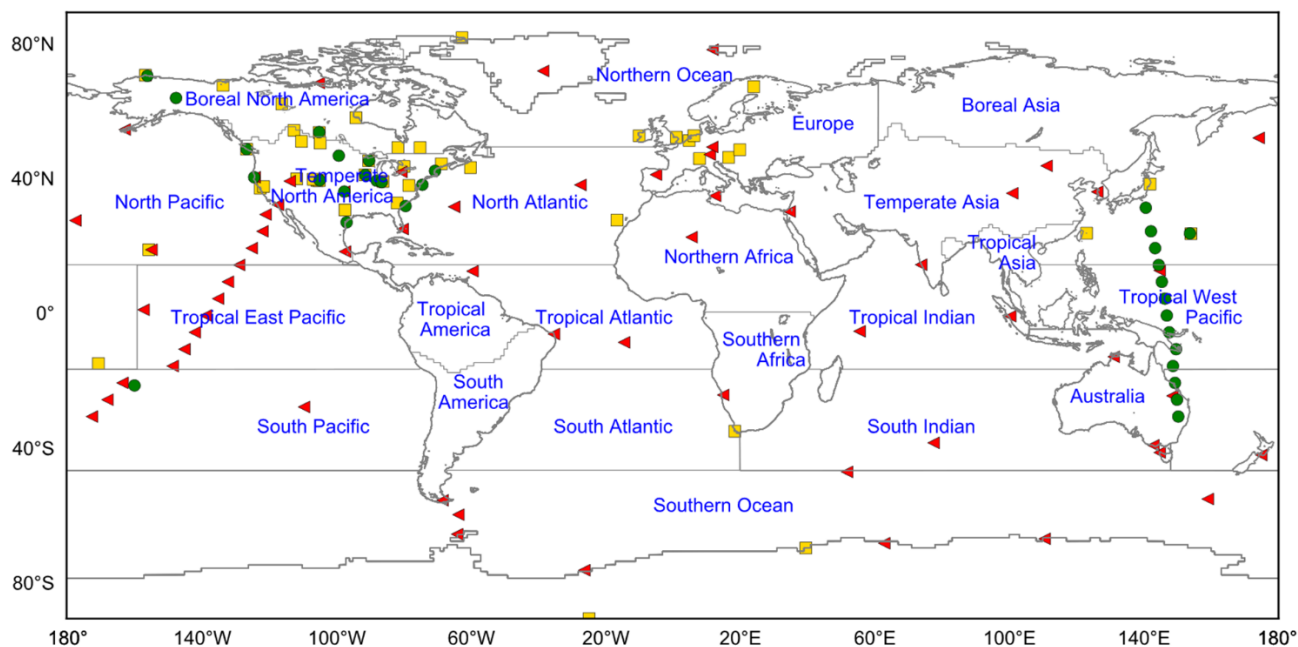 80°N
Northern Ocean
Boreal North America
Boreal Asia
Europe
40°N
Temperate
North America
North Pacific
North Atlantic
Temperate Asia
Tropical
Asia
Northern Africa
0°
Tropical East Pacific
Tropical
America
Tropical Atlantic
Southern
Africa
Tropical Indian
Tropical West
Pacific
South
America
Australia
South Pacific
South Atlantic
South Indian
40°S
Southern Ocean
80°S
180°
140°W
100°W
60°W
20°W
20°E
60°E
100°E
140°E
180°